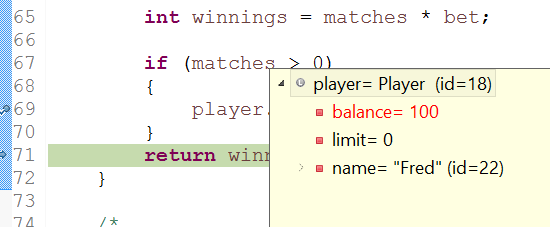 65 int winnings = matches * bet;
66
67 if (matches > 0)
68 {
69 player.
70 }
71 return winn
72 }
73
74 /*
player= Player (id=18)
balance= 100
limit= 0
name= "Fred" (id=22)